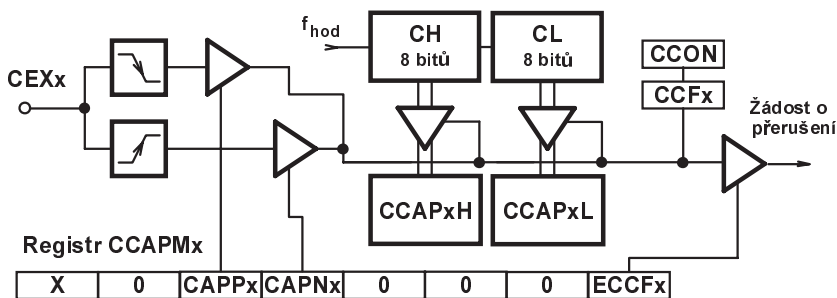 f hod
CH
8 bitů
CL
8 bitů
CCON
CCFx
CEXx
Žádost o
přerušení
CCAPxH
CCAPxL
Registr CCAPMx
X 0 CAPPx CAPNx 0 0 0 ECCFx